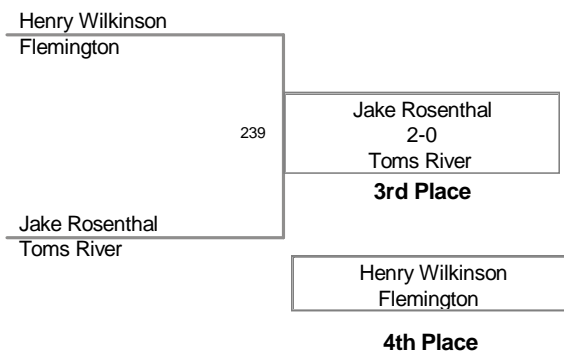 Henry Wilkinson
Flemington
239
Jake Rosenthal
2-0
Toms River
3rd Place
Jake Rosenthal
Toms River
Henry Wilkinson
Flemington
4th Place